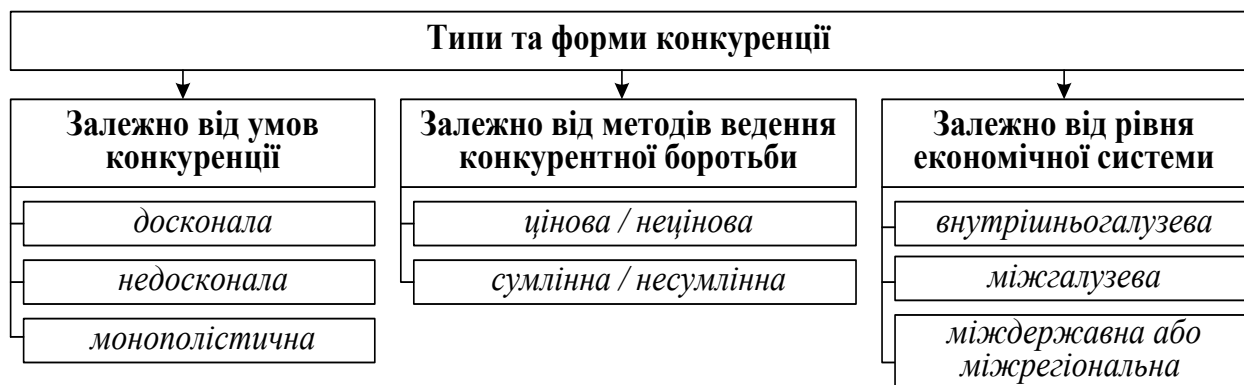 Типи та форми конкуренції
Залежно від умов
конкуренції
досконала
недосконала
монополістична
Залежно від методів ведення
конкурентної боротьби
цінова / нецінова
сумлінна / несумлінна
Залежно від рівня
економічної системи
внутрішньогалузева
міжгалузева
міждержавна або
міжрегіональна